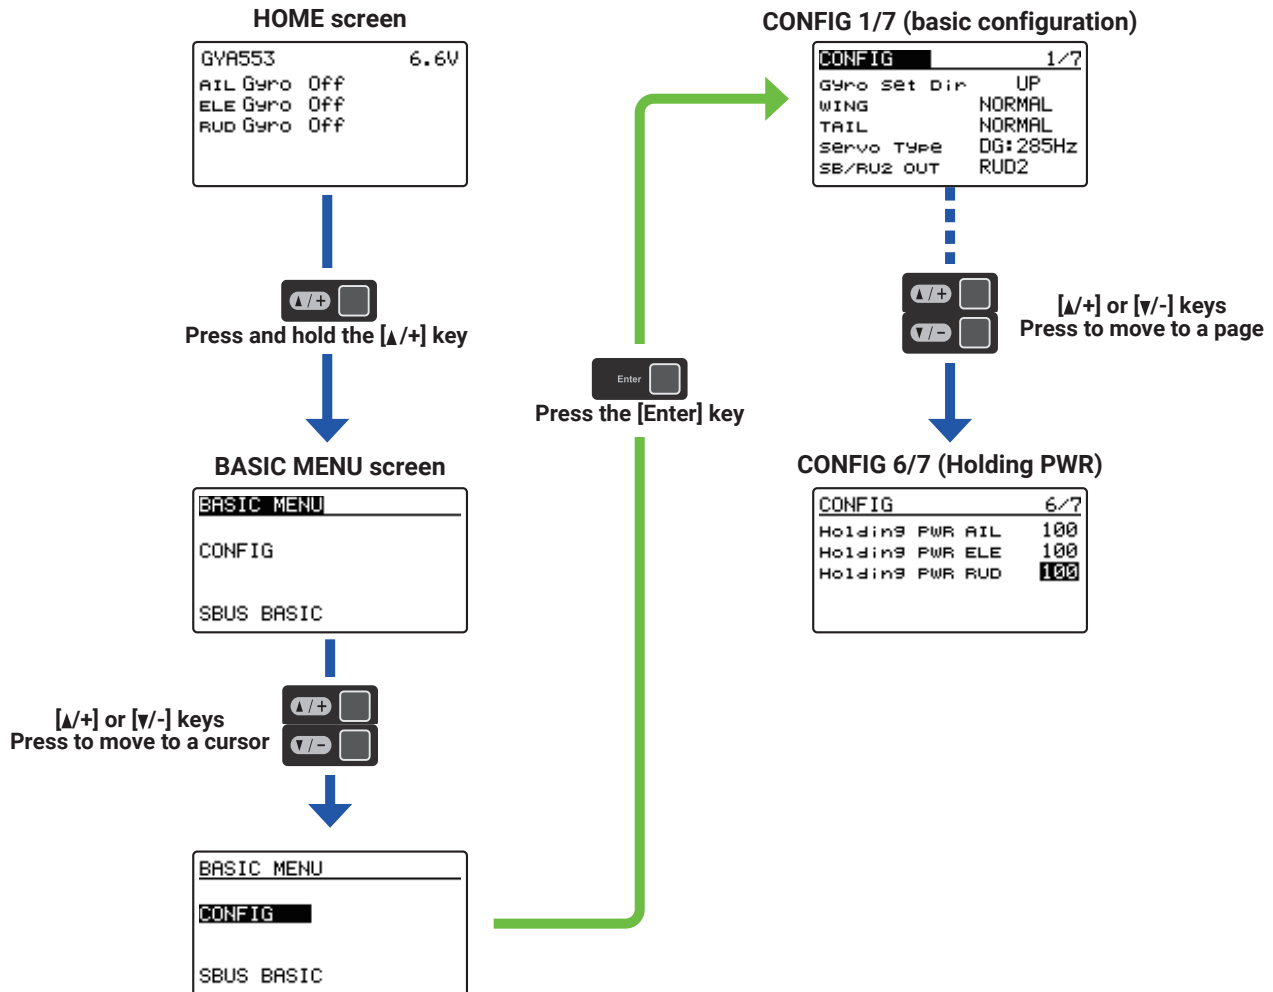 HOME screen
GYA553 6.6V
AIL Gyro Off
ELE Gyro Off
RUD Gyro Off
▲/+
Press and hold the [▲/+] key
BASIC MENU screen
BASIC MENU
CONFIG
SBUS BASIC
[▲/+] or [▼/-] keys
Press to move to a cursor
▲/+
▼/-
BASIC MENU
CONFIG
SBUS BASIC
Enter
Press the [Enter] key
CONFIG 1/7 (basic configuration)
CONFIG 1/7
Gyro Set Dir UP
WING NORMAL
TAIL NORMAL
Servo Type DG:285Hz
SB/RU2 OUT RUD2
▲/+
▼/-
[▲/+] or [▼/-] keys
Press to move to a page
CONFIG 6/7 (Holding PWR)
CONFIG 6/7
Holding PWR AIL 100
Holding PWR ELE 100
Holding PWR RUD 100